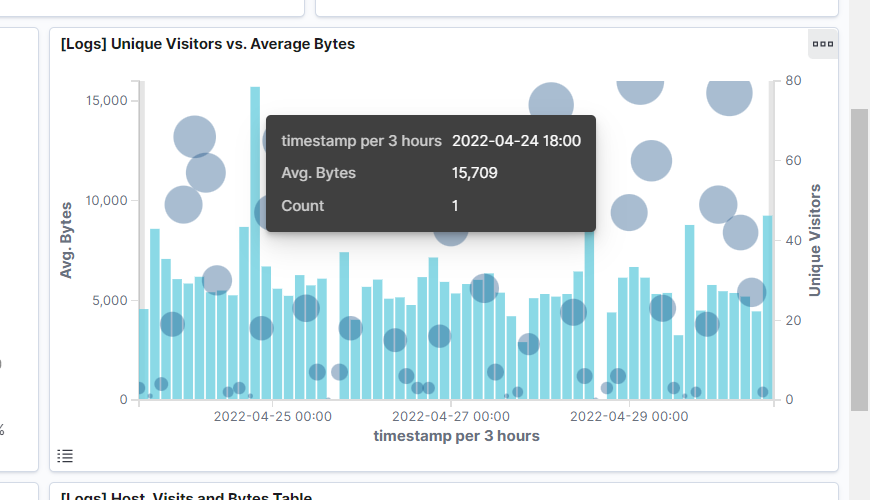 [Logs] Unique Visitors vs. Average Bytes
80
15,000
timestamp per 3 hours 2022-04-24 18:00
Avg. Bytes 15,709
60
Count 1
10,000
Avg. Bytes
Unique Visitors
40
5,000
20
0
0
2022-04-25 00:00 2022-04-27 00:00 2022-04-29 00:00
timestamp per 3 hours
%
[Logs] Host, Visits and Bytes Table